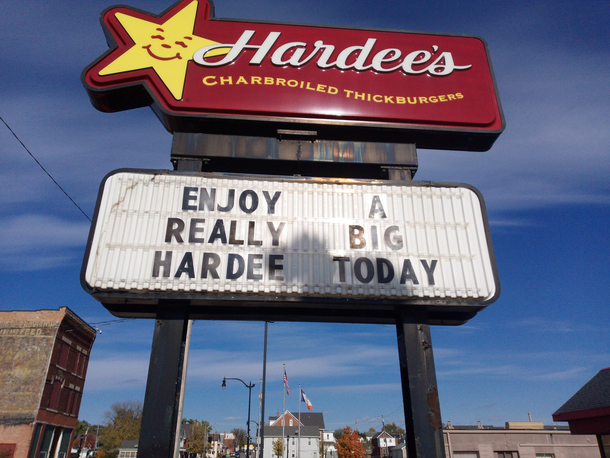 Hardee's
CHARBROILED THICKBURGERS
ENJOY A
REALLY BIG
HARDEE TODAY